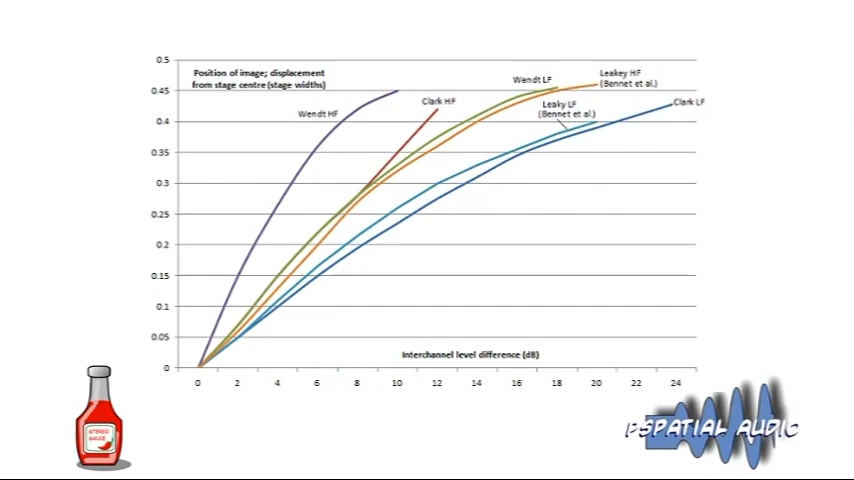 0.5
Position of image; displacement
from stage centre (stage widths)
Wendt LF
Leakey HF
(Bennet et al.)
0.45
Clark HF
Leaky LF
(Bennet et al.)
Clark LF
Wendt HF
0.4
0.35
0.3
0.25
0.2
0.15
0.1
0.05
Interchannel level difference (dB)
0
0 2 4 6 8 10 12 14 16 18 20 22 24
STEREO
SAUCE
PSPATIAL AUDIO